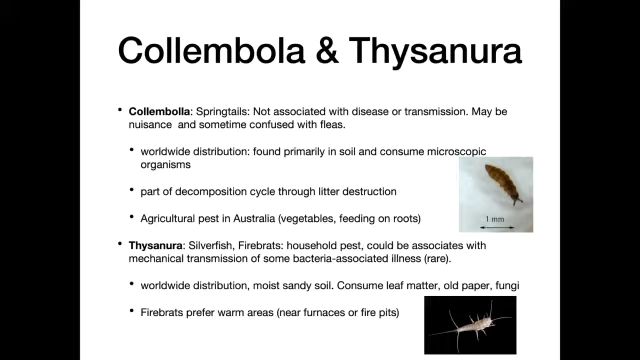 Collembola & Thysanura
• Collembolla: Springtails: Not associated with disease or transmission. May be
nuisance and sometime confused with fleas.
• worldwide distribution: found primarily in soil and consume microscopic
organisms
• part of decomposition cycle through litter destruction
• Agricultural pest in Australia (vegetables, feeding on roots)
1 mm
• Thysanura: Silverfish, Firebrats: household pest, could be associates with
mechanical transmission of some bacteria-associated illness (rare).
• worldwide distribution, moist sandy soil. Consume leaf matter, old paper, fungi
• Firebrats prefer warm areas (near furnaces or fire pits)